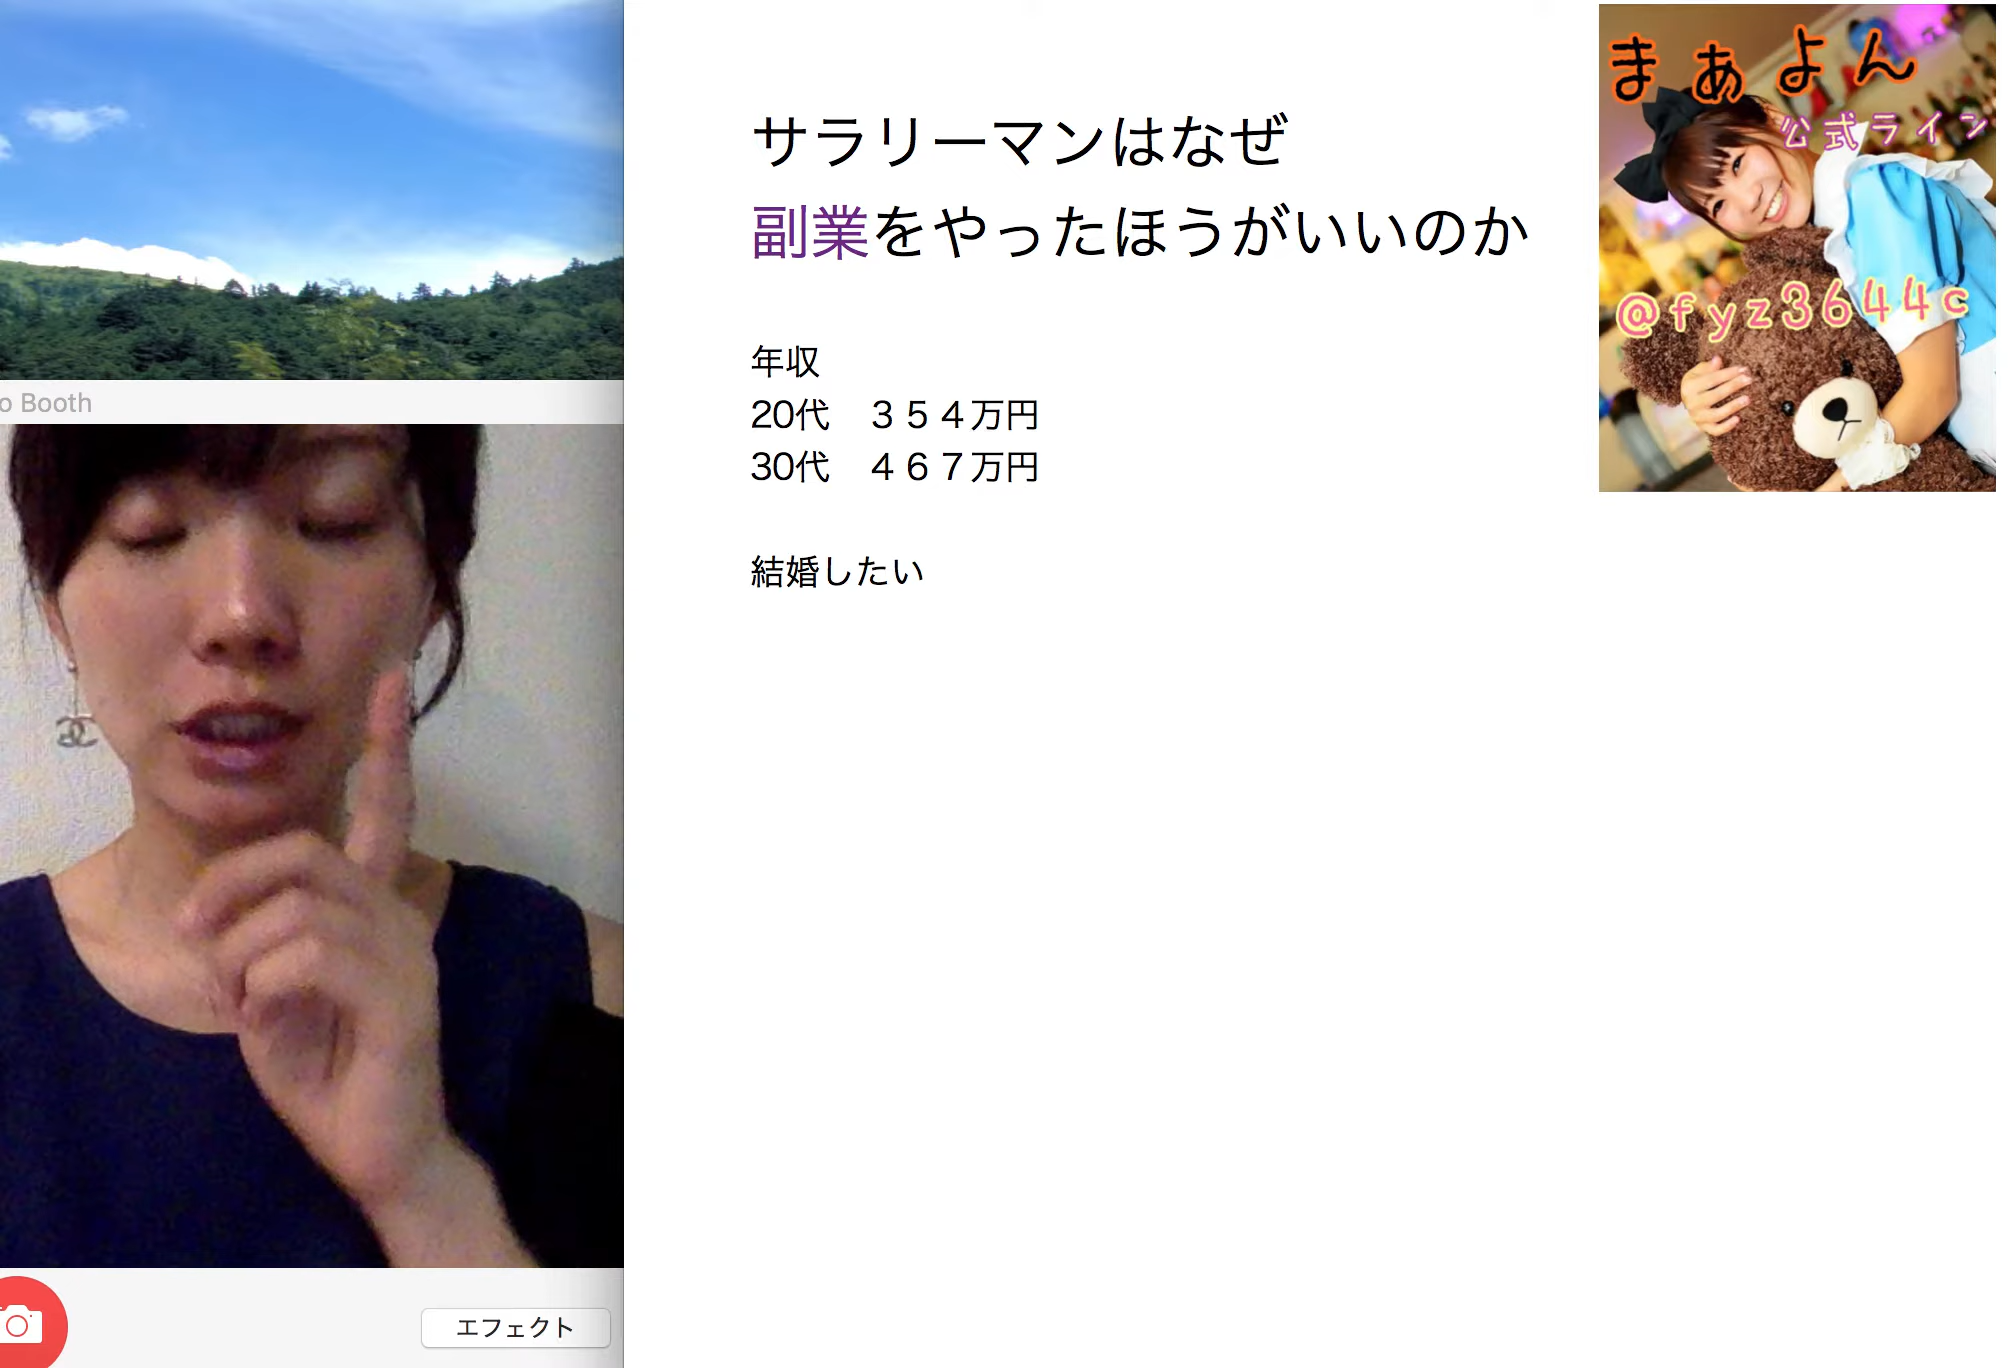 o Booth
エフェクト
サラリーマンはなぜ
副業をやったほうがいいのか
年収
20代　３５４万円
30代　４６７万円
結婚したい
まぁよん
公式ライン
@fyz3644c